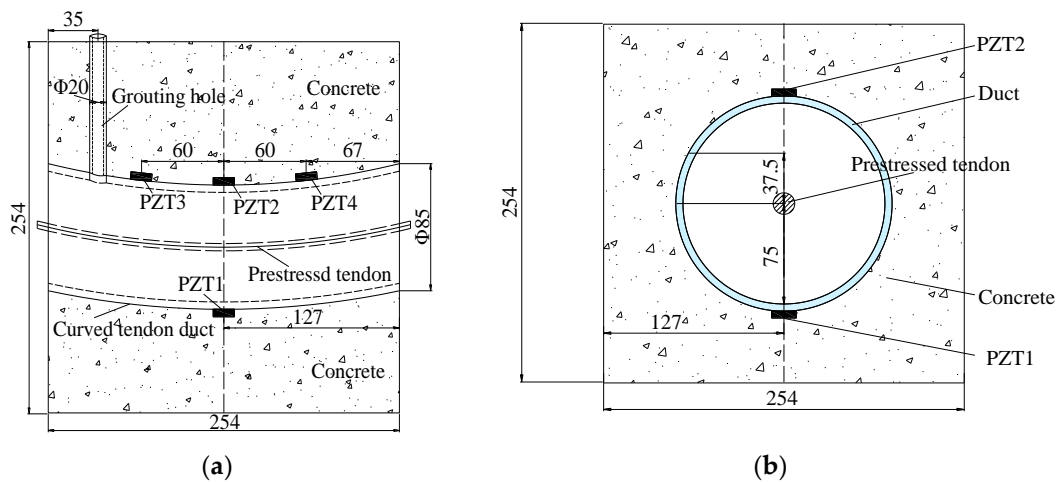 35
Φ20
Grouting hole
Concrete
60
60
67
PZT3
PZT2
PZT4
254
Φ85
Prestressd tendon
PZT1
Curved tendon duct
127
Concrete
254
(a)
PZT2
Duct
Prestressed tendon
37.5
254
75
Concrete
127
PZT1
254
(b)